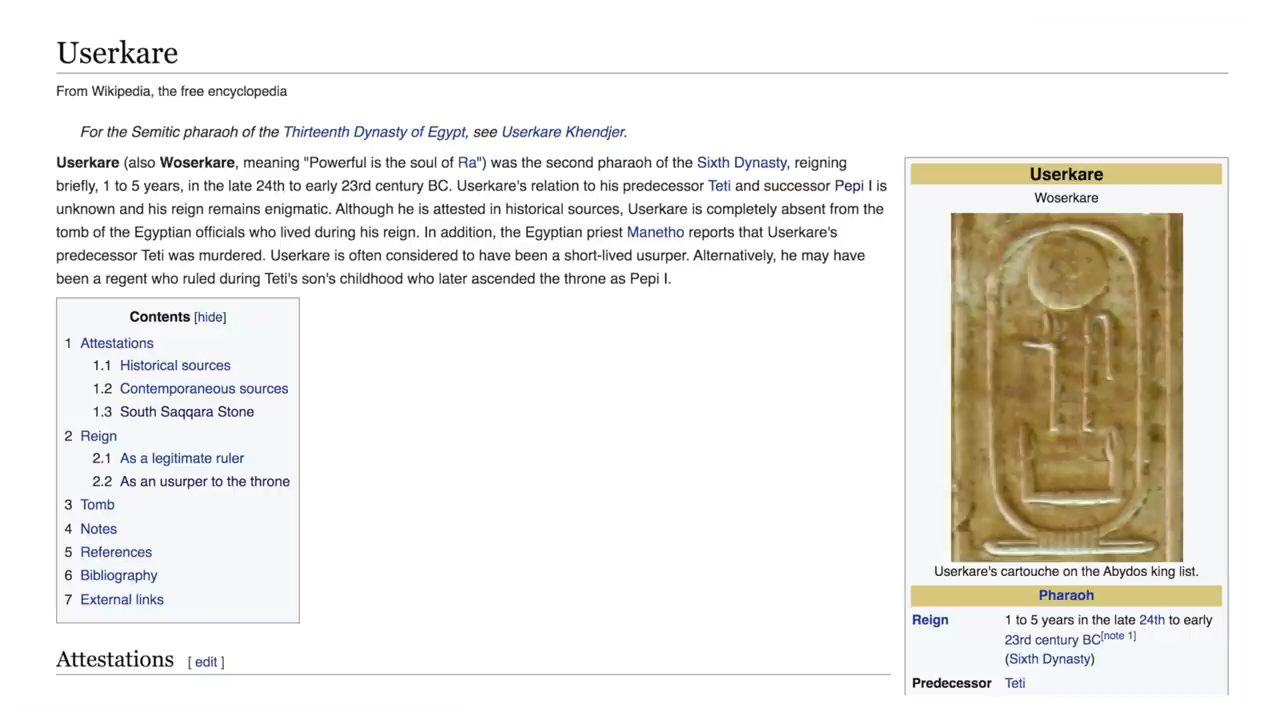 Userkare
From Wikipedia, the free encyclopedia
For the Semitic pharaoh of the Thirteenth Dynasty of Egypt, see Userkare Khendjer.
Userkare (also Woserkare, meaning "Powerful is the soul of Ra") was the second pharaoh of the Sixth Dynasty, reigning
briefly, 1 to 5 years, in the late 24th to early 23rd century BC. Userkare's relation to his predecessor Teti and successor Pepi I is
unknown and his reign remains enigmatic. Although he is attested in historical sources, Userkare is completely absent from the
tomb of the Egyptian officials who lived during his reign. In addition, the Egyptian priest Manetho reports that Userkare's
predecessor Teti was murdered. Userkare is often considered to have been a short-lived usurper. Alternatively, he may have
been a regent who ruled during Teti's son's childhood who later ascended the throne as Pepi I.
Contents [hide]
1 Attestations
1.1 Historical sources
1.2 Contemporaneous sources
1.3 South Saqqara Stone
2 Reign
2.1 As a legitimate ruler
2.2 As an usurper to the throne
3 Tomb
4 Notes
5 References
6 Bibliography
7 External links
Attestations [ edit ]
Userkare
Woserkare
Userkare's cartouche on the Abydos king list.
Pharaoh
Reign 1 to 5 years in the late 24th to early
23rd century BC[note 1]
(Sixth Dynasty)
Predecessor Teti